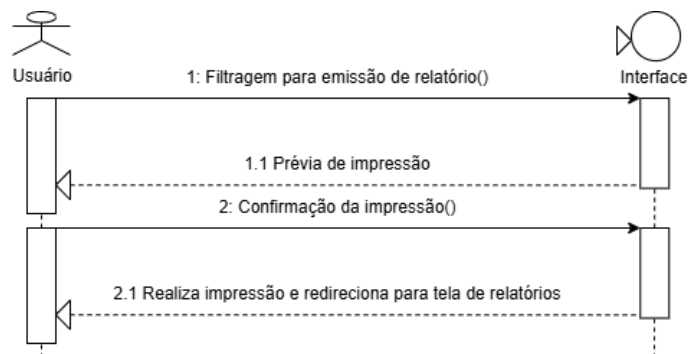 Usuário
Interface
1: Filtragem para emissão de relatório()
1.1 Prévia de impressão
2: Confirmação da impressão()
2.1 Realiza impressão e redireciona para tela de relatórios